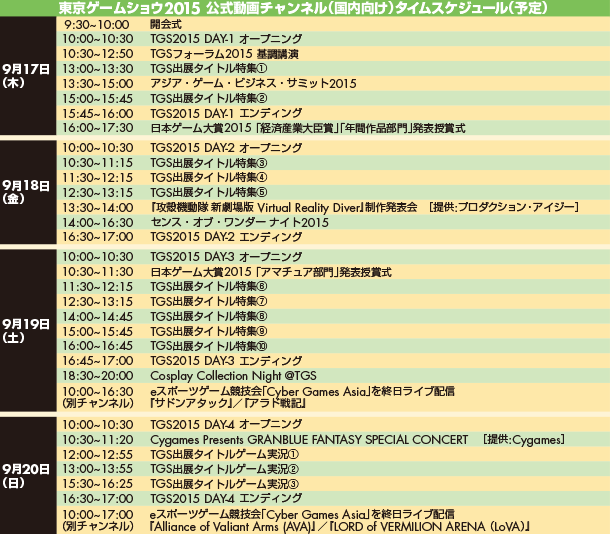 東京ゲームショウ2015 公式動画チャンネル（国内向け）タイムスケジュール（予定）
9月17日
（木）
9:30~10:00 開会式
10:00~10:30 TGS2015 DAY-1 オープニング
10:30~12:50 TGSフォーラム2015 基調講演
13:00~13:30 TGS出展タイトル特集①
13:30~15:00 アジア・ゲーム・ビジネス・サミット2015
15:00~15:45 TGS出展タイトル特集②
15:45~16:00 TGS2015 DAY-1 エンディング
16:00~17:30 日本ゲーム大賞2015 「経済産業大臣賞」「年間作品部門」発表授賞式
9月18日
（金）
10:00~10:30 TGS2015 DAY-2 オープニング
10:30~11:15 TGS出展タイトル特集③
11:30~12:15 TGS出展タイトル特集④
12:30~13:15 TGS出展タイトル特集⑤
13:30~14:00 『攻殻機動隊 新劇場版 Virtual Reality Diver』制作発表会 ［提供:プロダクション・アイジー］
14:00~16:30 センス・オブ・ワンダー ナイト2015
16:30~17:00 TGS2015 DAY-2 エンディング
9月19日
（土）
10:00~10:30 TGS2015 DAY-3 オープニング
10:30~11:30 日本ゲーム大賞2015 「アマチュア部門」発表授賞式
11:30~12:15 TGS出展タイトル特集⑥
12:30~13:15 TGS出展タイトル特集⑦
14:00~14:45 TGS出展タイトル特集⑧
15:00~15:45 TGS出展タイトル特集⑨
16:00~16:45 TGS出展タイトル特集⑩
16:45~17:00 TGS2015 DAY-3 エンディング
18:30~20:00 Cosplay Collection Night @TGS
10:00~16:30 eスポーツゲーム競技会「Cyber Games Asia」を終日ライブ配信
（別チャンネル） 『サドンアタック』／『アラド戦記』
9月20日
（日）
10:00~10:30 TGS2015 DAY-4 オープニング
10:30~11:20 Cygames Presents GRANBLUE FANTASY SPECIAL CONCERT ［提供:Cygames］
12:00~12:55 TGS出展タイトルゲーム実況①
13:00~13:55 TGS出展タイトルゲーム実況②
15:30~16:25 TGS出展タイトルゲーム実況③
16:30~17:00 TGS2015 DAY-4 エンディング
10:00~17:00 eスポーツゲーム競技会「Cyber Games Asia」を終日ライブ配信
（別チャンネル） 『Alliance of Valiant Arms (AVA)』／『LORD of VERMILION ARENA（LoVA）』